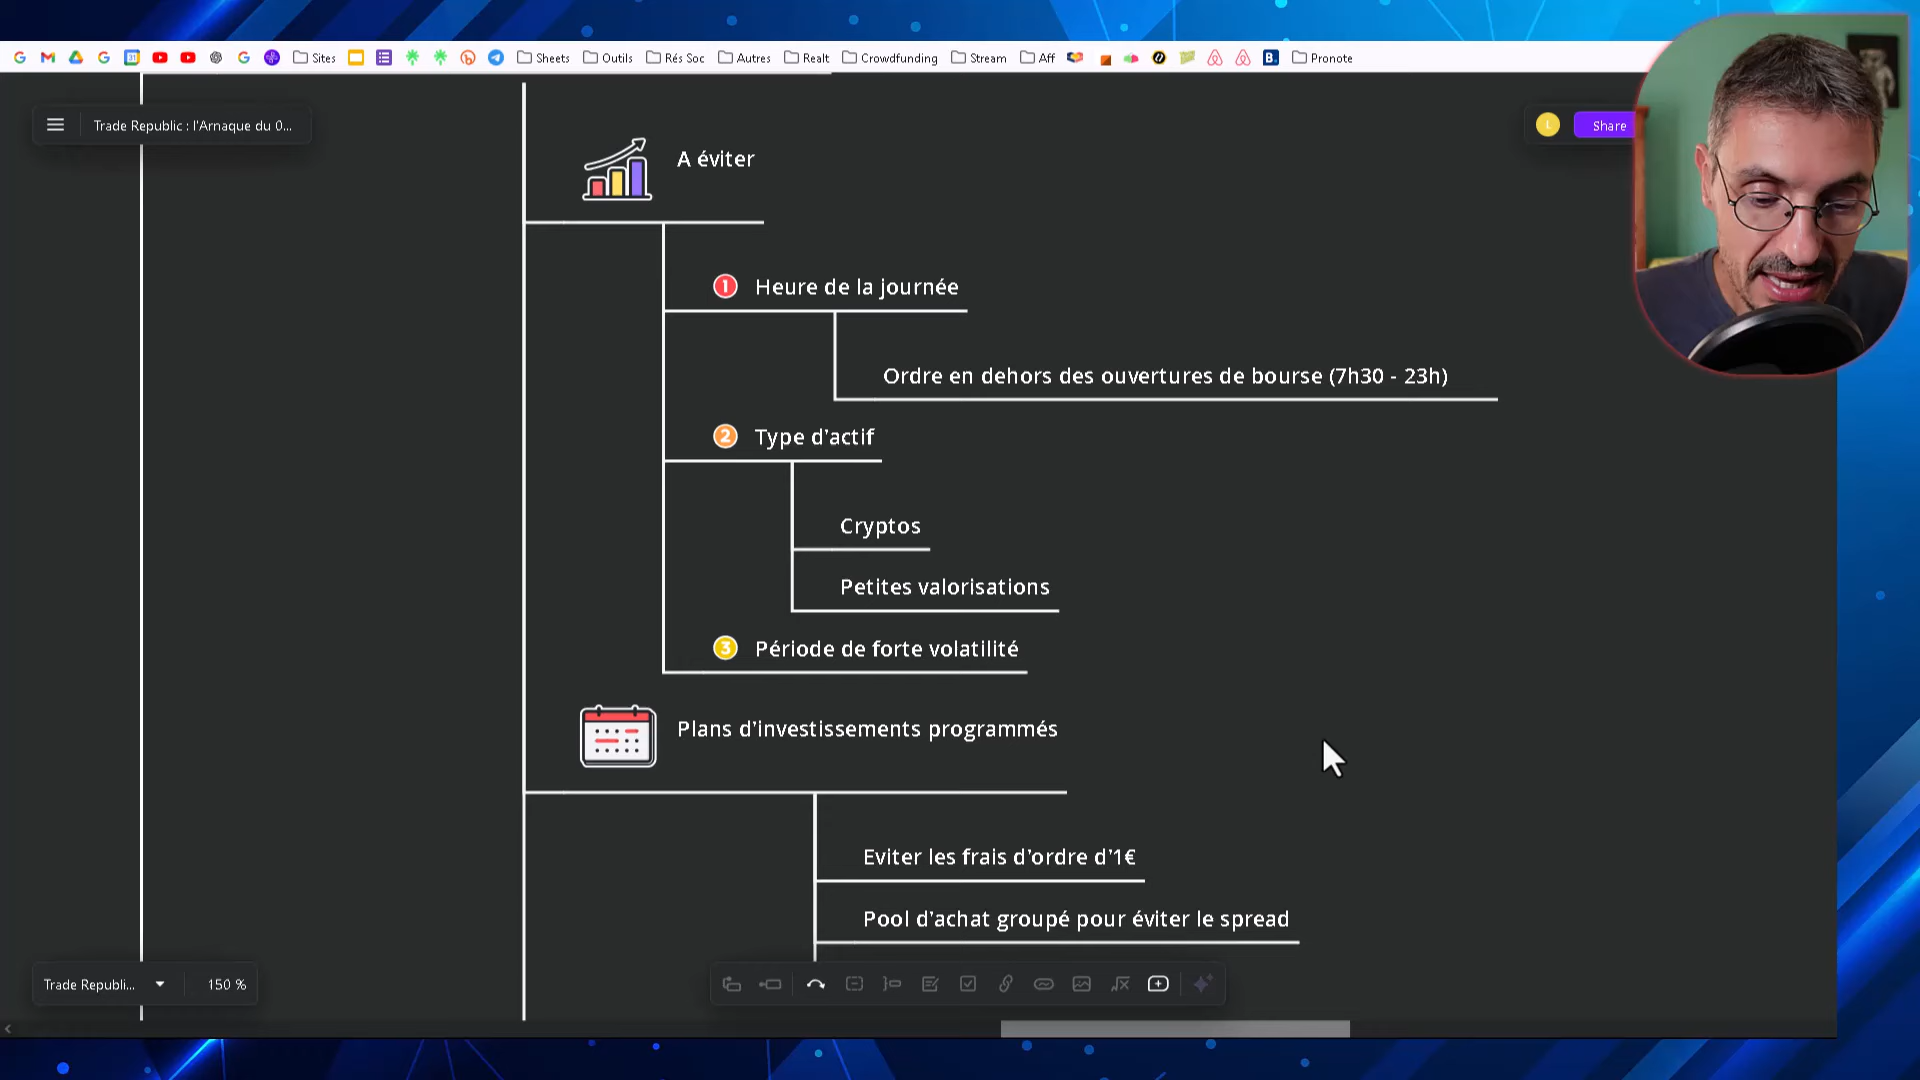 Sites
Sheets
Outils
Rés Soc
Autres
Realt
Crowdfunding
Stream
Aff
B.
Pronote
Trade Republic : l'Arnaque du 0...
L
Share
A éviter
1 Heure de la journée
Ordre en dehors des ouvertures de bourse (7h30 - 23h)
2 Type d'actif
Cryptos
Petites valorisations
3 Période de forte volatilité
Plans d'investissements programmés
Eviter les frais d'ordre d'1€
Pool d'achat groupé pour éviter le spread
Trade Republi...
150 %